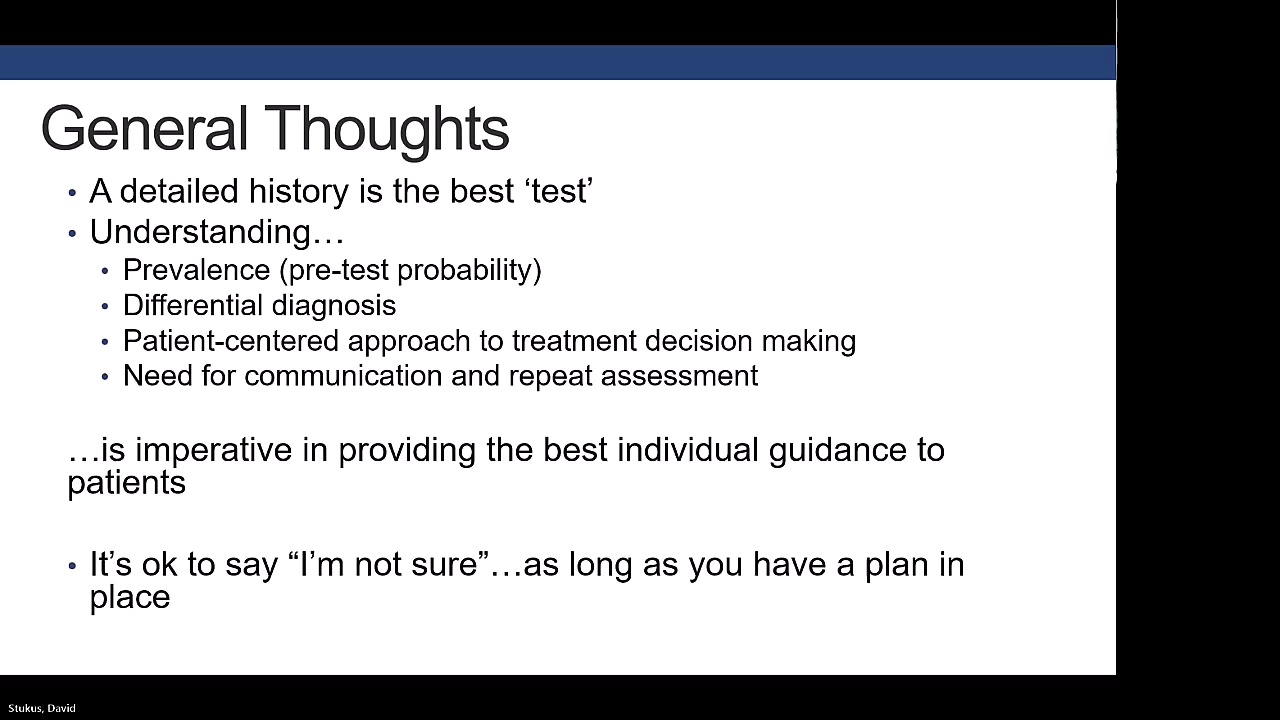 General Thoughts
• A detailed history is the best ‘test’
• Understanding…
• Prevalence (pre-test probability)
• Differential diagnosis
• Patient-centered approach to treatment decision making
• Need for communication and repeat assessment
…is imperative in providing the best individual guidance to
patients
• It’s ok to say “I’m not sure”…as long as you have a plan in
place
Stukus, David